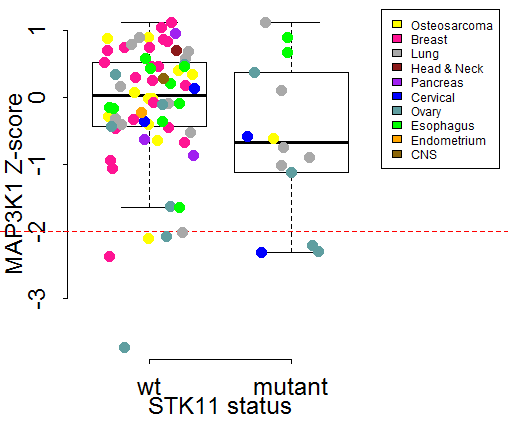 MAP3K1 Z-score
1
0
-1
-2
-3
wt
mutant
STK11 status
Osteosarcoma
Breast
Lung
Head & Neck
Pancreas
Cervical
Ovary
Esophagus
Endometrium
CNS